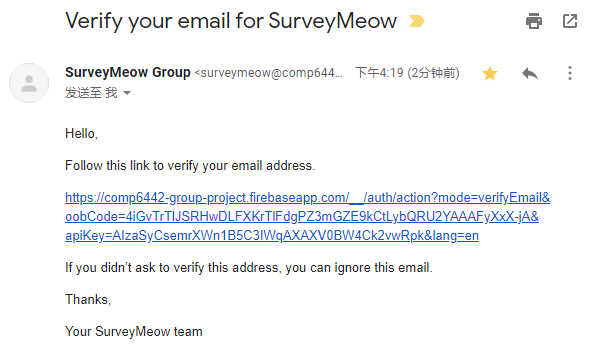 Verify your email for SurveyMeow
SurveyMeow Group <surveymeow@comp644... 下午4:19 (2分钟前)
发送至 我
Hello,
Follow this link to verify your email address.
https://comp6442-group-project.firebaseapp.com/__/auth/action?mode=verifyEmail&
oobCode=4iGvTrTIJSRHwDLFXKrTlFdgPZ3mGZE9kCtLybQRU2YAAAFyXxX-jA&
apiKey=AIzaSyCsemrXWn1B5C3IWqAXAXV0BW4Ck2vwRpk&lang=en
If you didn’t ask to verify this address, you can ignore this email.
Thanks,
Your SurveyMeow team